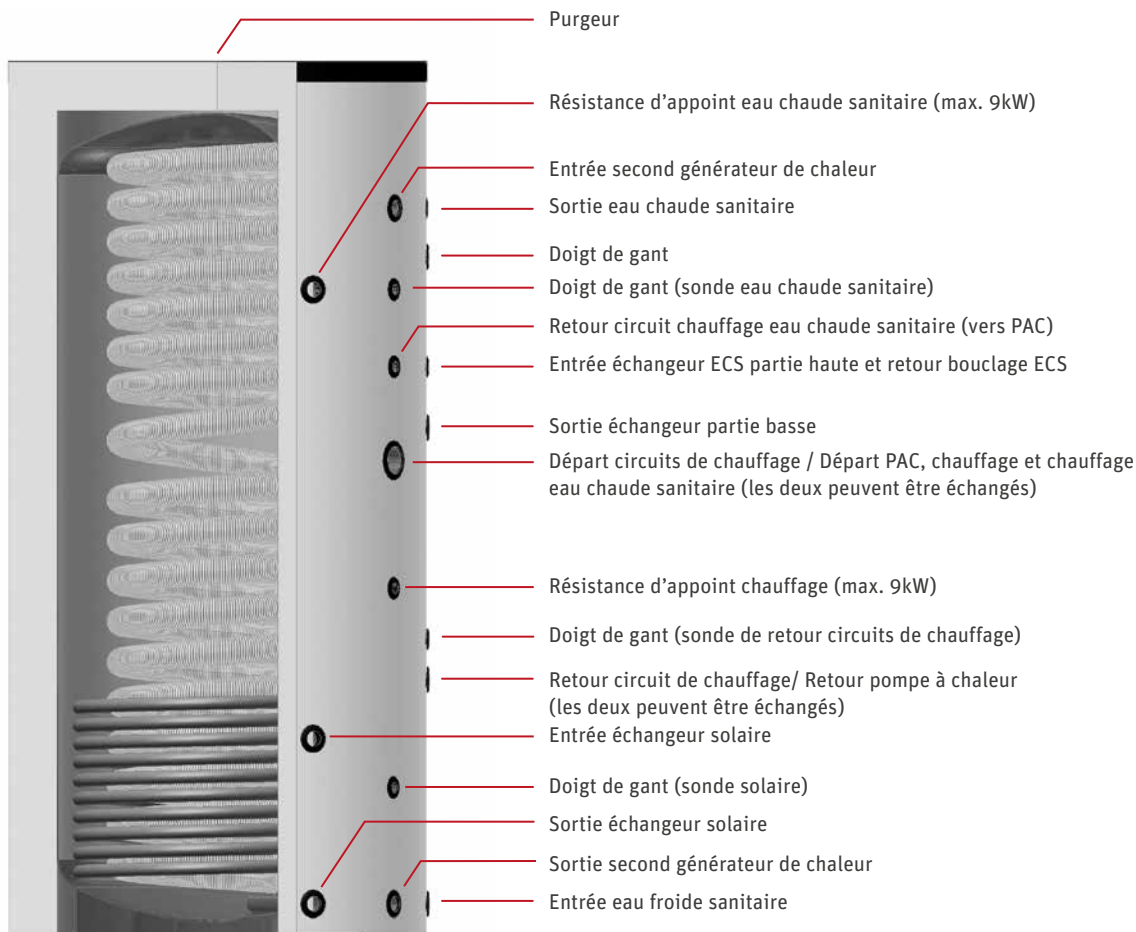 Purgeur
Résistance d'appoint eau chaude sanitaire (max. 9kW)
Entrée second générateur de chaleur
Sortie eau chaude sanitaire
Doigt de gant
Doigt de gant (sonde eau chaude sanitaire)
Retour circuit chauffage eau chaude sanitaire (vers PAC)
Entrée échangeur ECS partie haute et retour bouclage ECS
Sortie échangeur partie basse
Départ circuits de chauffage / Départ PAC, chauffage et chauffage
eau chaude sanitaire (les deux peuvent être échangés)
Résistance d'appoint chauffage (max. 9kW)
Doigt de gant (sonde de retour circuits de chauffage)
Retour circuit de chauffage/ Retour pompe à chaleur
(les deux peuvent être échangés)
Entrée échangeur solaire
Doigt de gant (sonde solaire)
Sortie échangeur solaire
Sortie second générateur de chaleur
Entrée eau froide sanitaire